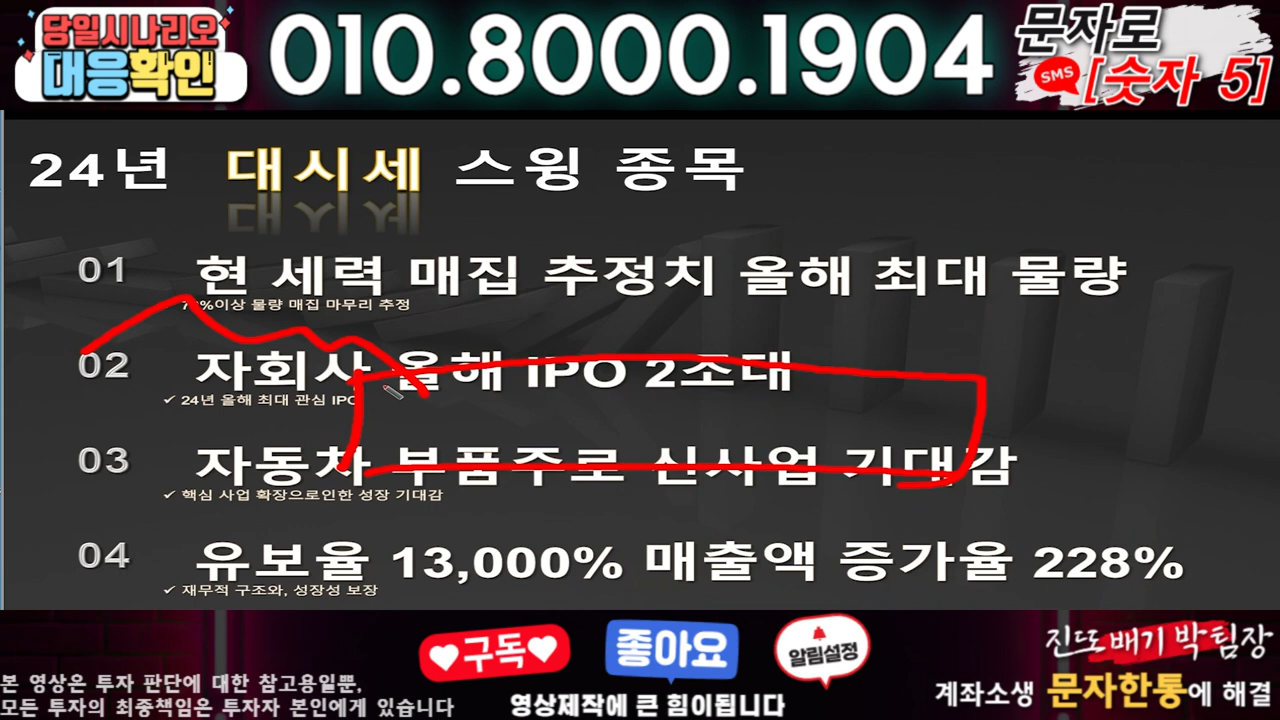 당일시나리오
대응확인
010.8000.1904
문자로
SMS
[숫자 5]
24년 대시세 스윙 종목
01 현 세력 매집 추정치 올해 최대 물량
%이상 물량 매집 마무리 추정
02 자회사 올해 IPO 2조대
✓ 24년 올해 최대 관심 IPO
03 자동차 부품주로 신사업 기대감
✓ 핵심 사업 확장으로인한 성장 기대감
04 유보율 13,000% 매출액 증가율 228%
✓ 재무적 구조와, 성장성 보장
구독
좋아요
알림설정
영상제작에 큰 힘이됩니다
본 영상은 투자 판단에 대한 참고용일뿐,
모든 투자의 최종책임은 투자자 본인에게 있습니다
진또배기 박팀장
계좌소생 문자한통에 해결